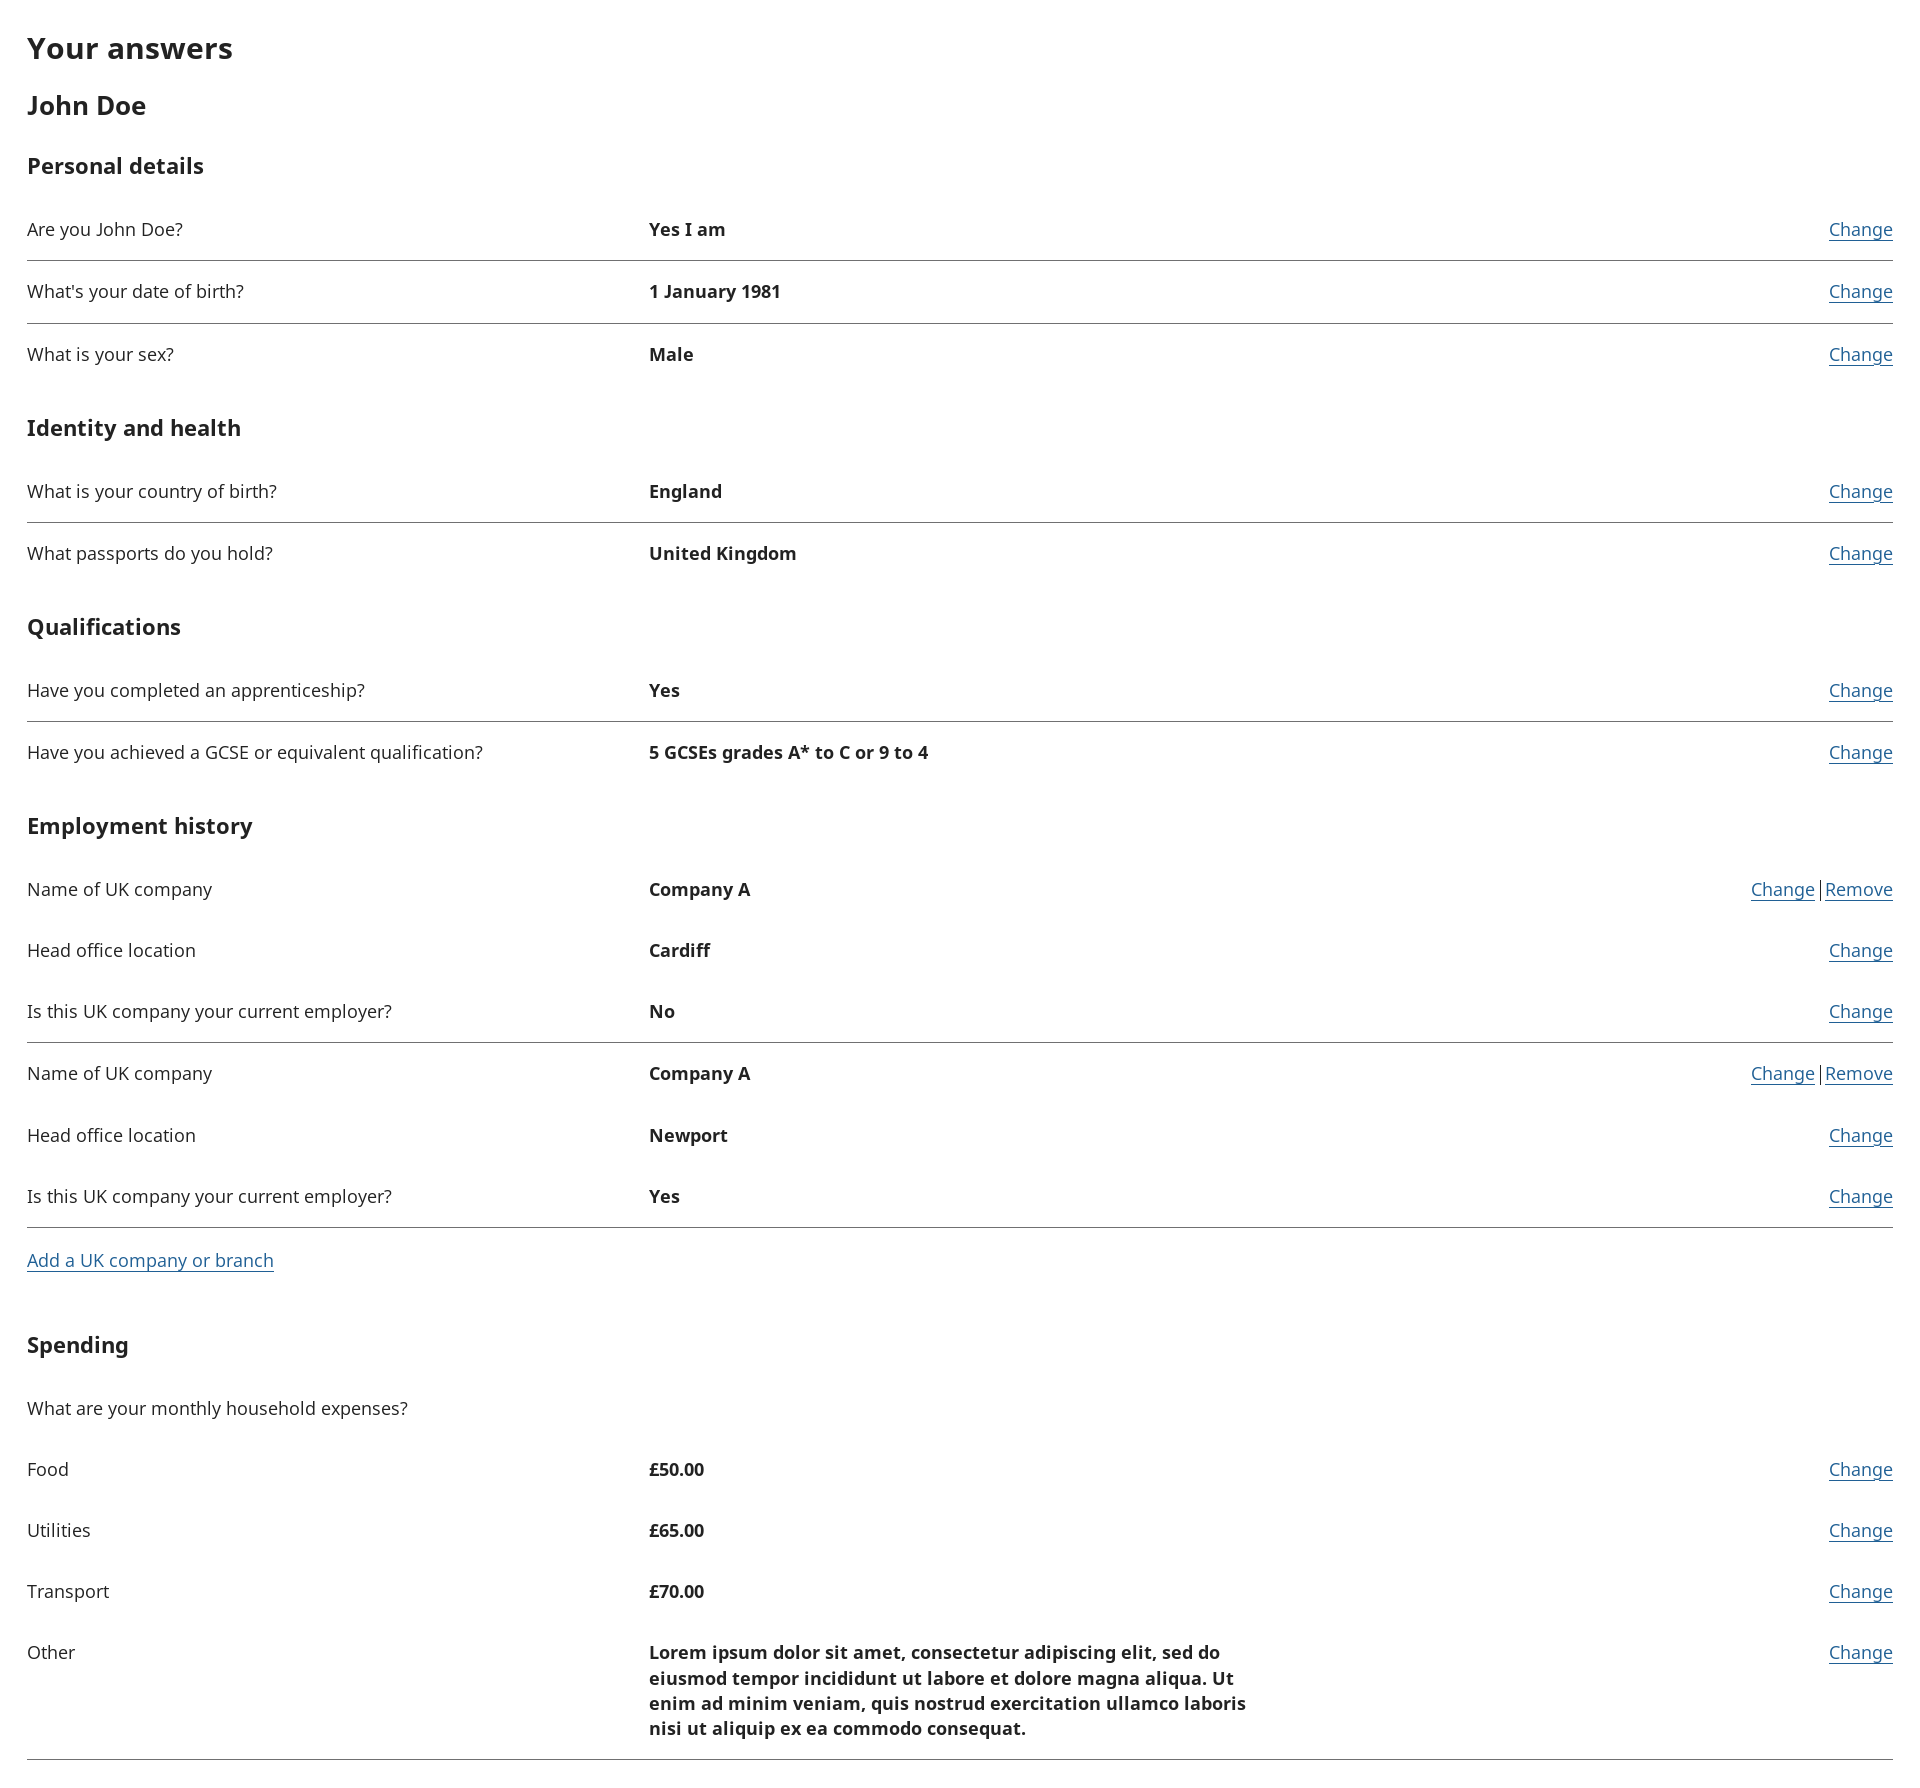 Your answers
John Doe
Personal details
Are you John Doe? Yes I am Change
What's your date of birth? 1 January 1981 Change
What is your sex? Male Change
Identity and health
What is your country of birth? England Change
What passports do you hold? United Kingdom Change
Qualifications
Have you completed an apprenticeship? Yes Change
Have you achieved a GCSE or equivalent qualification? 5 GCSEs grades A* to C or 9 to 4 Change
Employment history
Name of UK company Company A Change | Remove
Head office location Cardiff Change
Is this UK company your current employer? No Change
Name of UK company Company A Change | Remove
Head office location Newport Change
Is this UK company your current employer? Yes Change
Add a UK company or branch
Spending
What are your monthly household expenses?
Food £50.00 Change
Utilities £65.00 Change
Transport £70.00 Change
Other Lorem ipsum dolor sit amet, consectetur adipiscing elit, sed do Change
eiusmod tempor incididunt ut labore et dolore magna aliqua. Ut
enim ad minim veniam, quis nostrud exercitation ullamco laboris
nisi ut aliquip ex ea commodo consequat.